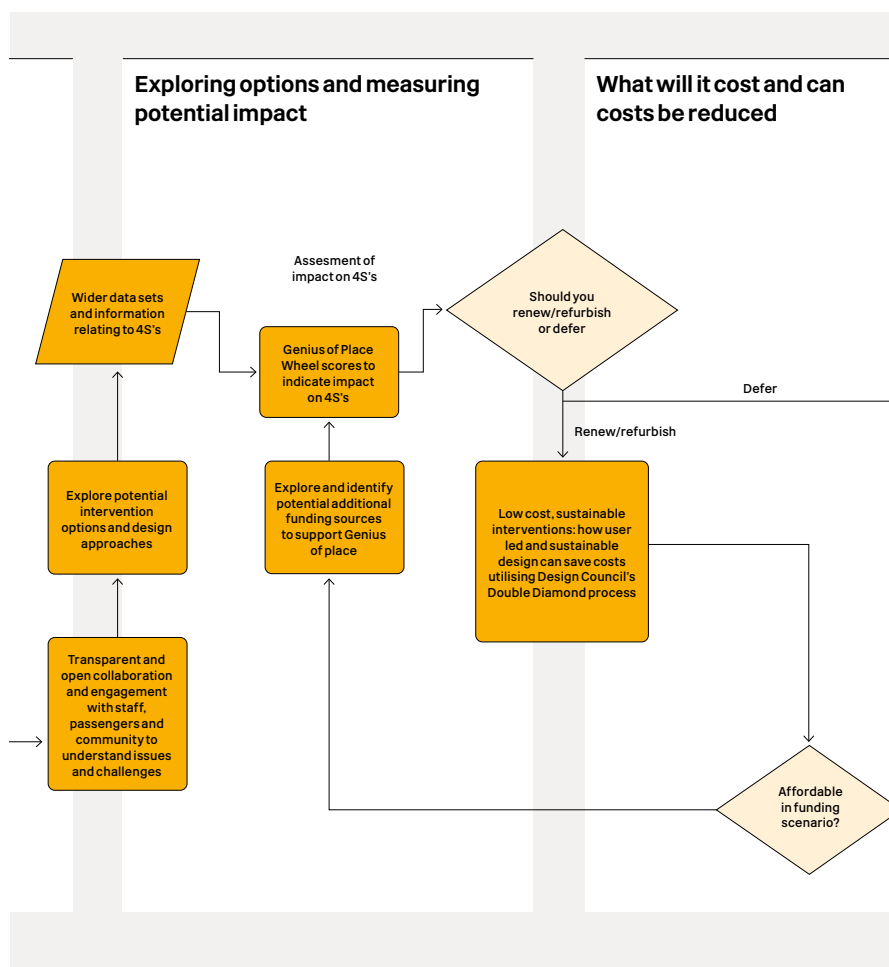 Exploring options and measuring
potential impact
What will it cost and can
costs be reduced
Wider data sets
and information
relating to 4S's
Assesment of
impact on 4S's
Genius of Place
Wheel scores to
indicate impact
on 4S's
Should you
renew/refurbish
or defer
Defer
Renew/refurbish
Explore potential
intervention
options and design
approaches
Explore and identify
potential additional
funding sources
to support Genius
of place
Low cost, sustainable
interventions: how user
led and sustainable
design can save costs
utilising Design Council's
Double Diamond process
Transparent and
open collaboration
and engagement
with staff,
passengers and
community to
understand issues
and challenges
Affordable
in funding
scenario?